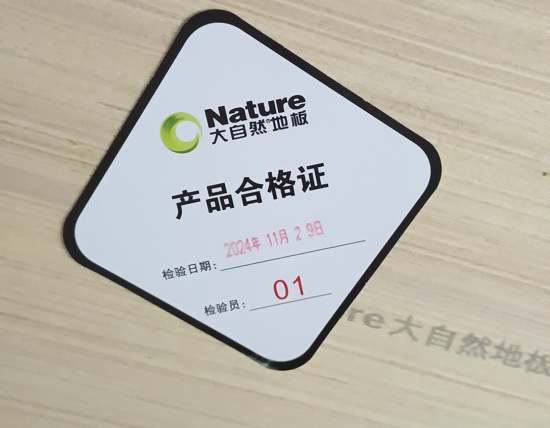 Nature
大自然®地板
产品合格证
检验日期：2024年 11月 2 9日
检验员：01
re大自然地板